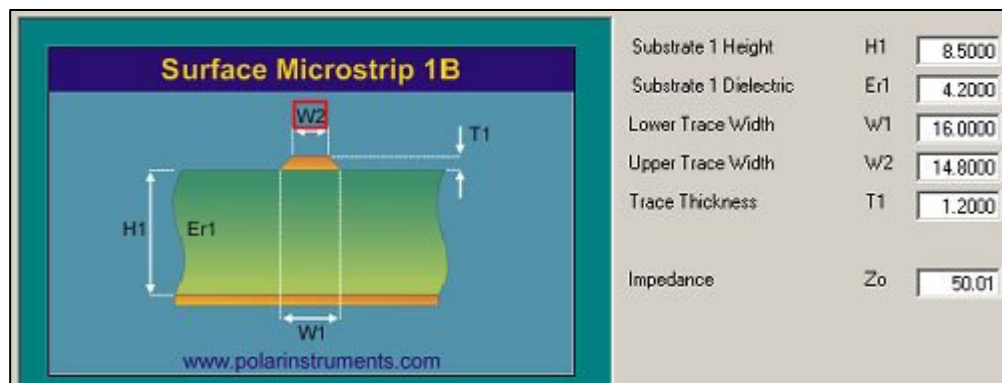 Surface Microstrip 1B
W2
T1
H1
Er1
W1
www.polarinstruments.com
Substrate 1 Height H1 8.5000
Substrate 1 Dielectric Er1 4.2000
Lower Trace Width W1 16.0000
Upper Trace Width W2 14.8000
Trace Thickness T1 1.2000
Impedance Zo 50.01